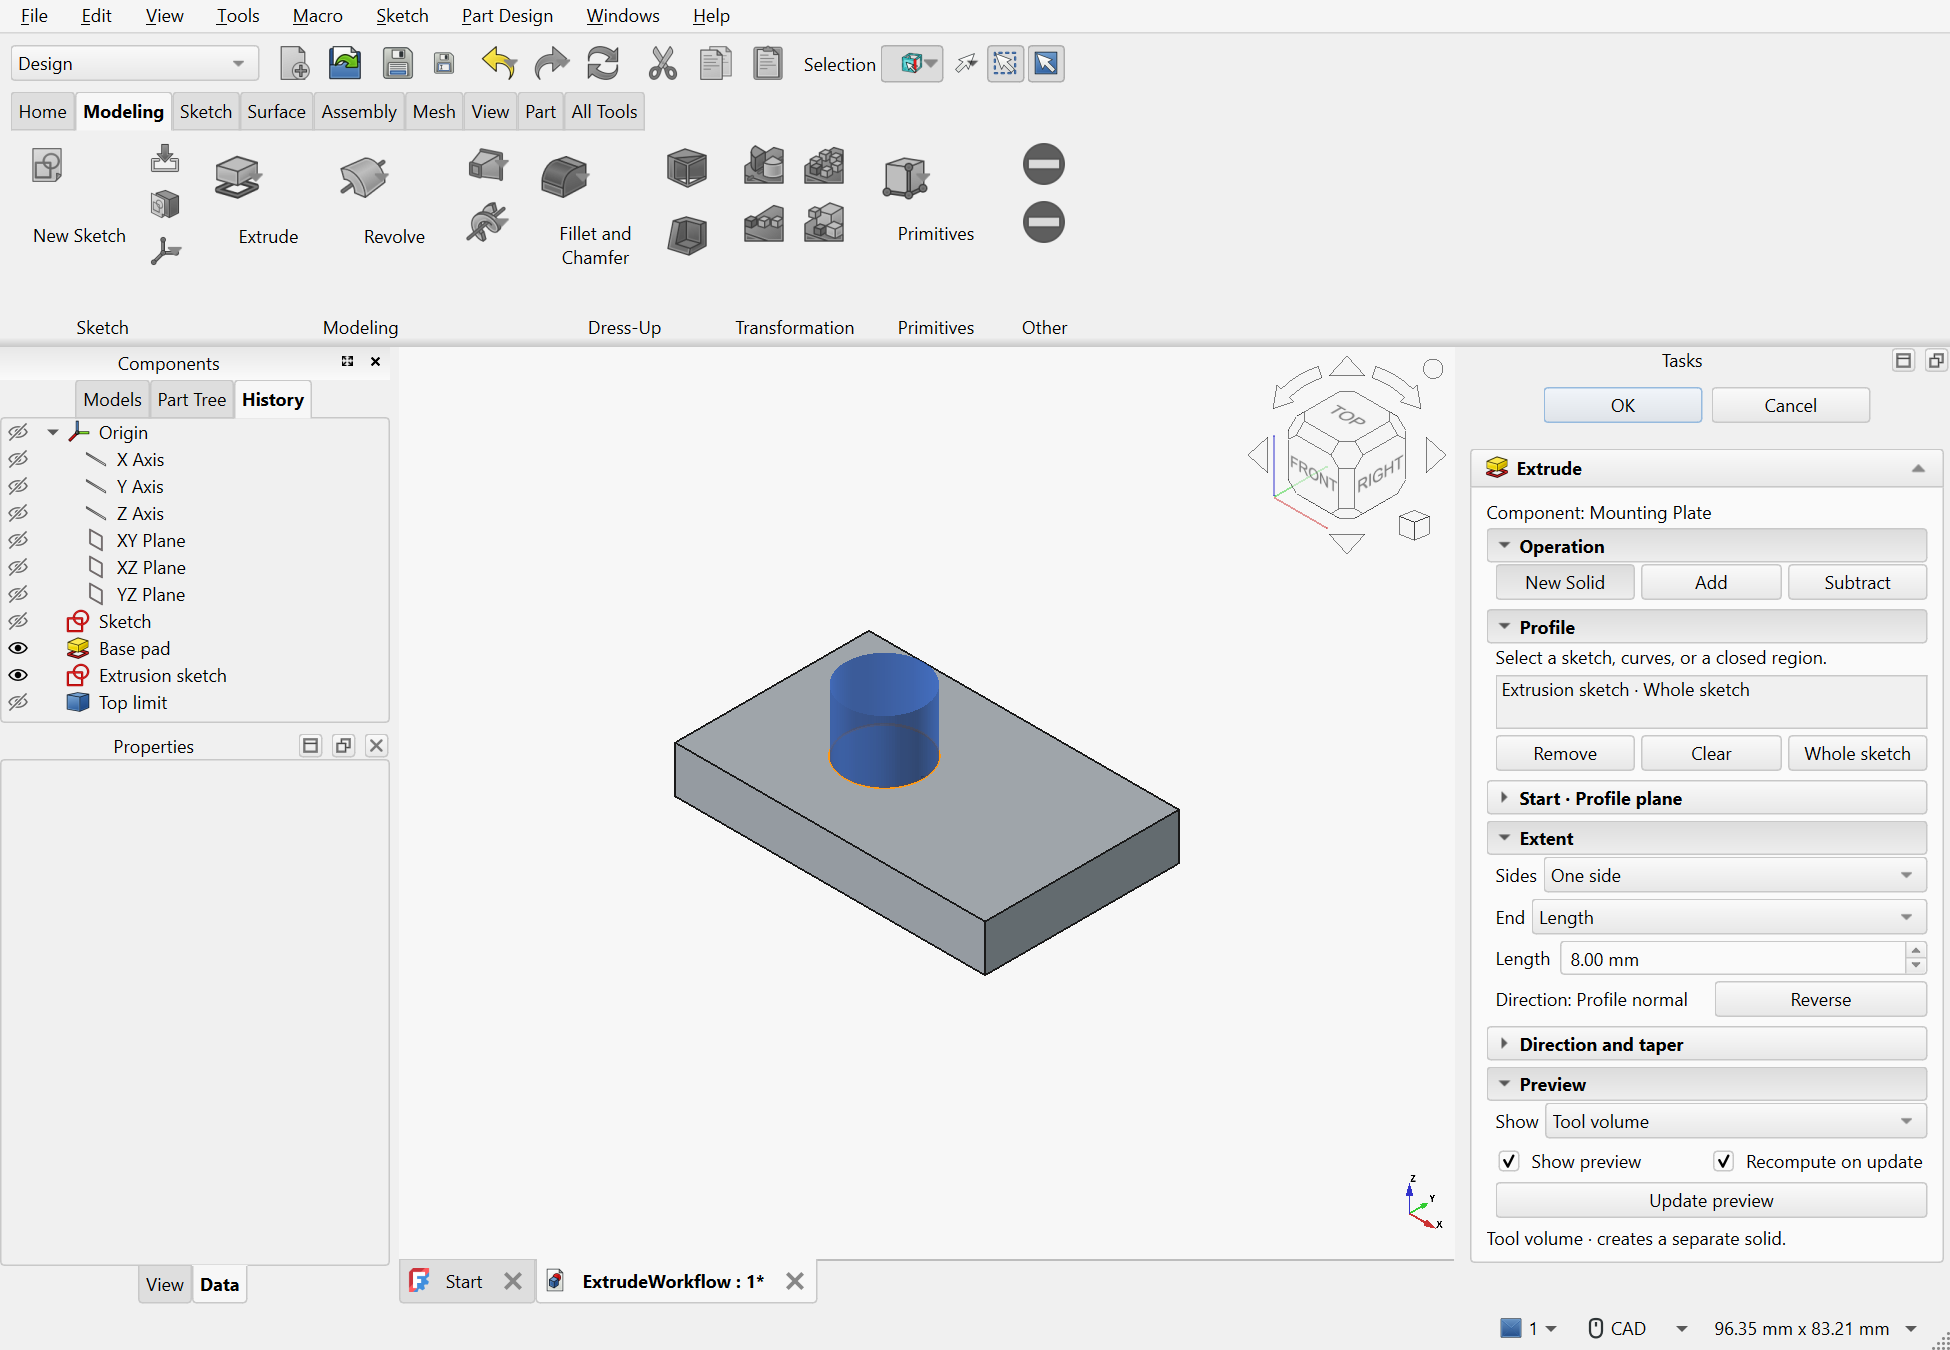 File Edit View Tools Macro Sketch Part Design Windows Help
Design Selection
Home Modeling Sketch Surface Assembly Mesh View Part All Tools
New Sketch Extrude Revolve Fillet and Chamfer Primitives
Sketch Modeling Dress-Up Transformation Primitives Other
Components
Models Part Tree History
Origin
X Axis
Y Axis
Z Axis
XY Plane
XZ Plane
YZ Plane
Sketch
Base pad
Extrusion sketch
Top limit
Properties
View Data
TOP
FRONT RIGHT
Z
Y
X
Start ExtrudeWorkflow : 1*
Tasks
OK Cancel
Extrude
Component: Mounting Plate
Operation
New Solid Add Subtract
Profile
Select a sketch, curves, or a closed region.
Extrusion sketch · Whole sketch
Remove Clear Whole sketch
Start · Profile plane
Extent
Sides One side
End Length
Length 8.00 mm
Direction: Profile normal Reverse
Direction and taper
Preview
Show Tool volume
Show preview Recompute on update
Update preview
Tool volume · creates a separate solid.
1 CAD 96.35 mm x 83.21 mm